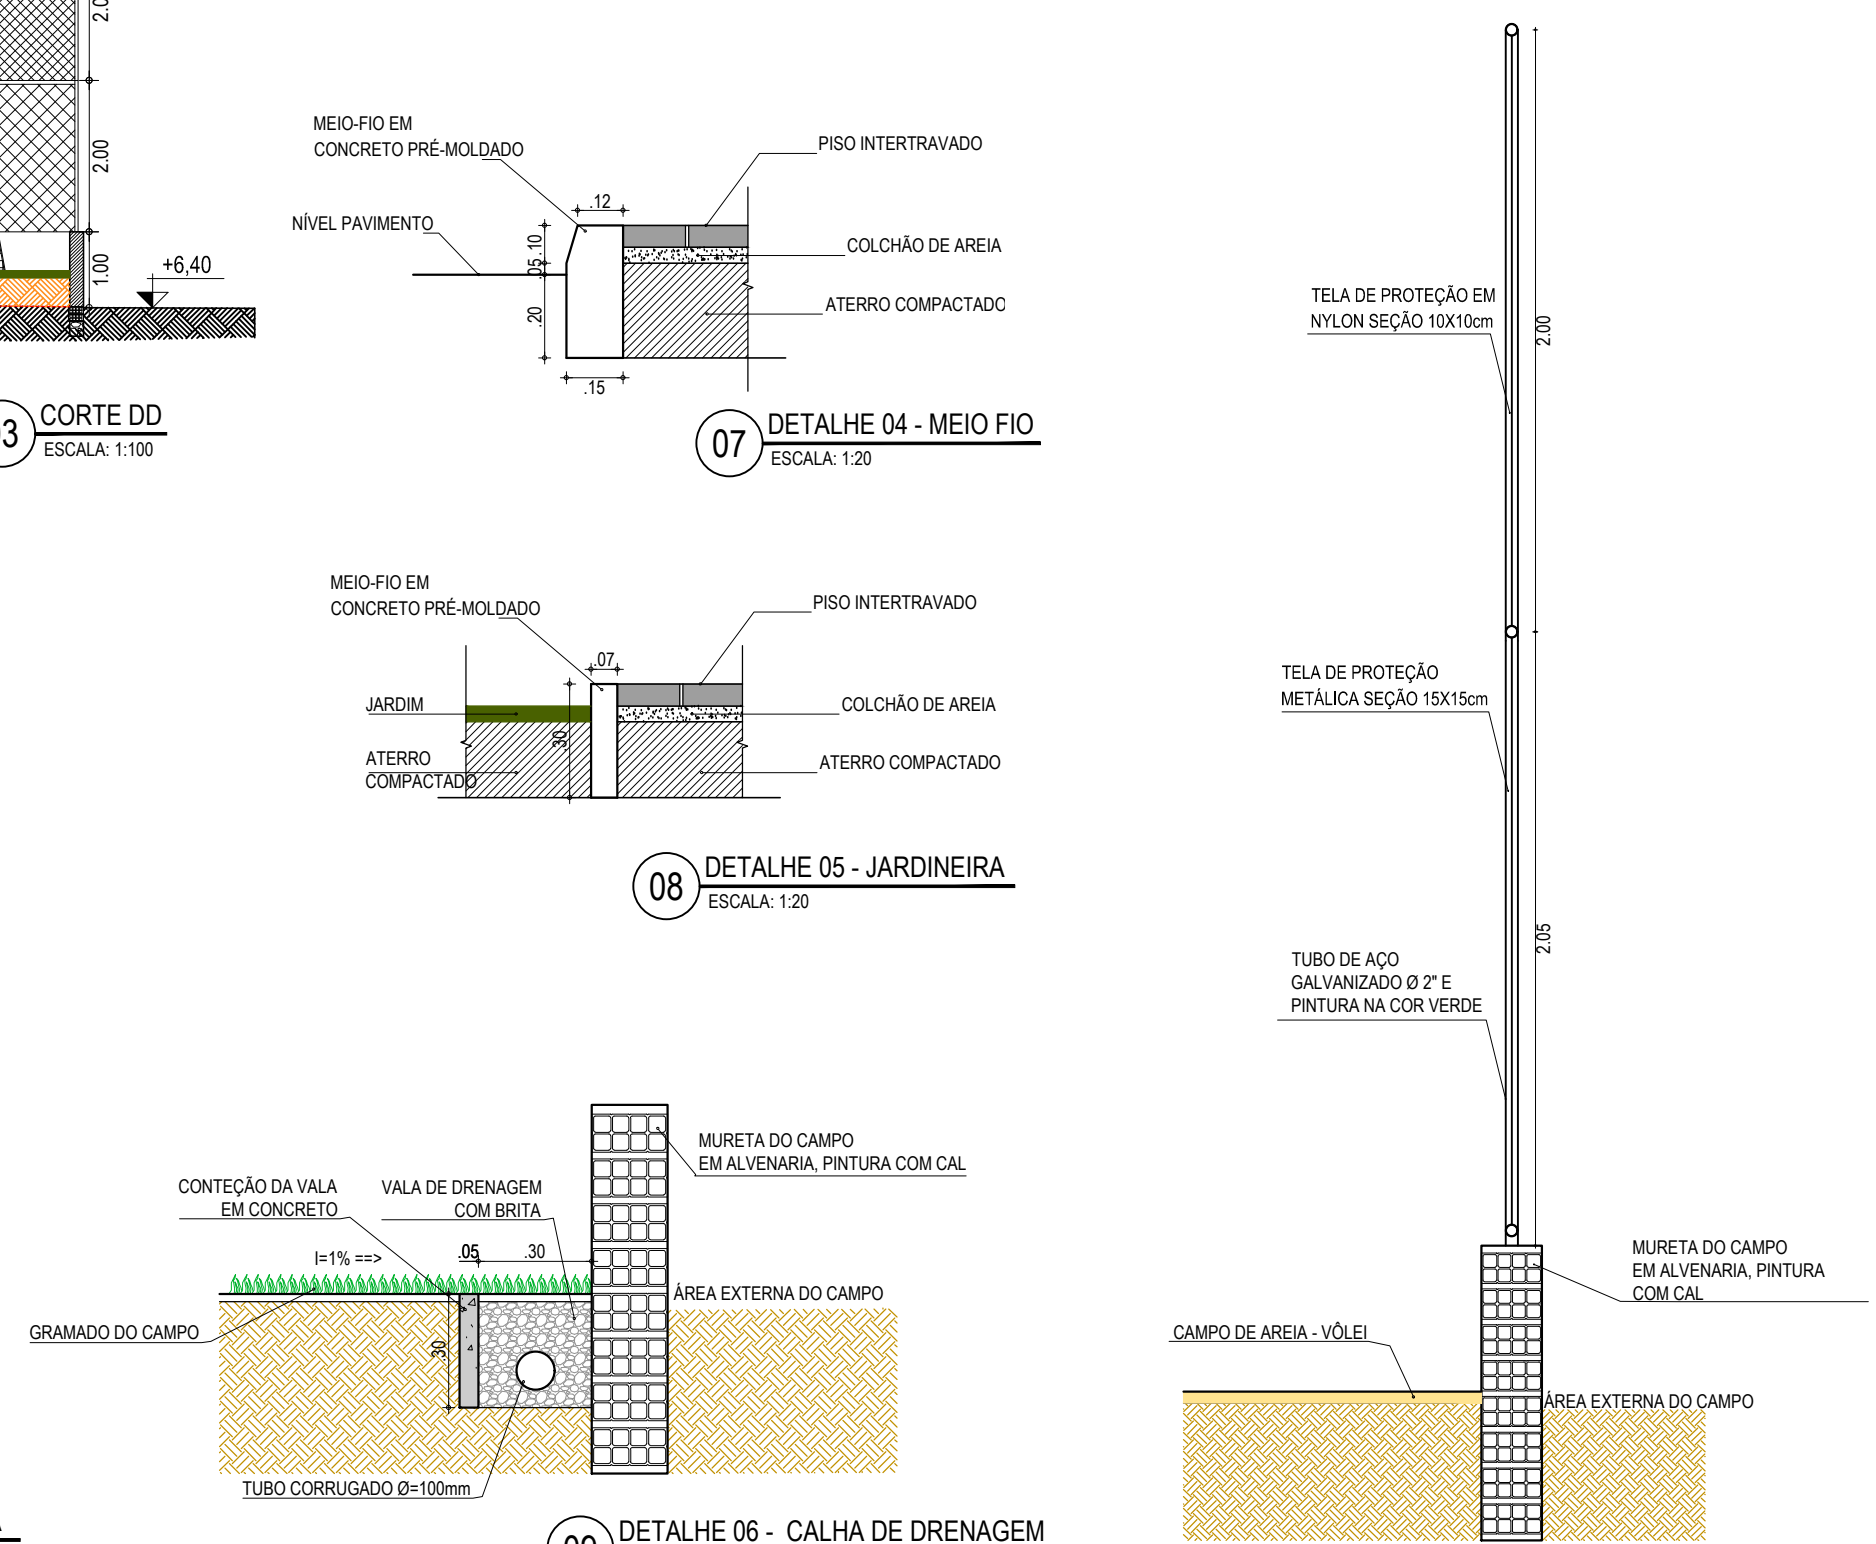 2.00
1.00
+6,40
CORTE DD
ESCALA: 1:100
MEIO-FIO EM
CONCRETO PRÉ-MOLDADO
PISO INTERTRAVADO
NÍVEL PAVIMENTO
.12
.10
.05
.20
.15
COLCHÃO DE AREIA
ATERRO COMPACTADO
07
DETALHE 04 - MEIO FIO
ESCALA: 1:20
MEIO-FIO EM
CONCRETO PRÉ-MOLDADO
PISO INTERTRAVADO
.07
JARDIM
COLCHÃO DE AREIA
.30
ATERRO
COMPACTADO
ATERRO COMPACTADO
08
DETALHE 05 - JARDINEIRA
ESCALA: 1:20
MURETA DO CAMPO
EM ALVENARIA, PINTURA COM CAL
CONTEÇÃO DA VALA
EM CONCRETO
VALA DE DRENAGEM
COM BRITA
I=1% ==>
.05
.30
ÁREA EXTERNA DO CAMPO
GRAMADO DO CAMPO
.30
TUBO CORRUGADO Ø=100mm
DETALHE 06 - CALHA DE DRENAGEM
TELA DE PROTEÇÃO EM
NYLON SEÇÃO 10X10cm
2.00
TELA DE PROTEÇÃO
METÁLICA SEÇÃO 15X15cm
2.05
TUBO DE AÇO
GALVANIZADO Ø 2" E
PINTURA NA COR VERDE
MURETA DO CAMPO
EM ALVENARIA, PINTURA
COM CAL
CAMPO DE AREIA - VÔLEI
ÁREA EXTERNA DO CAMPO